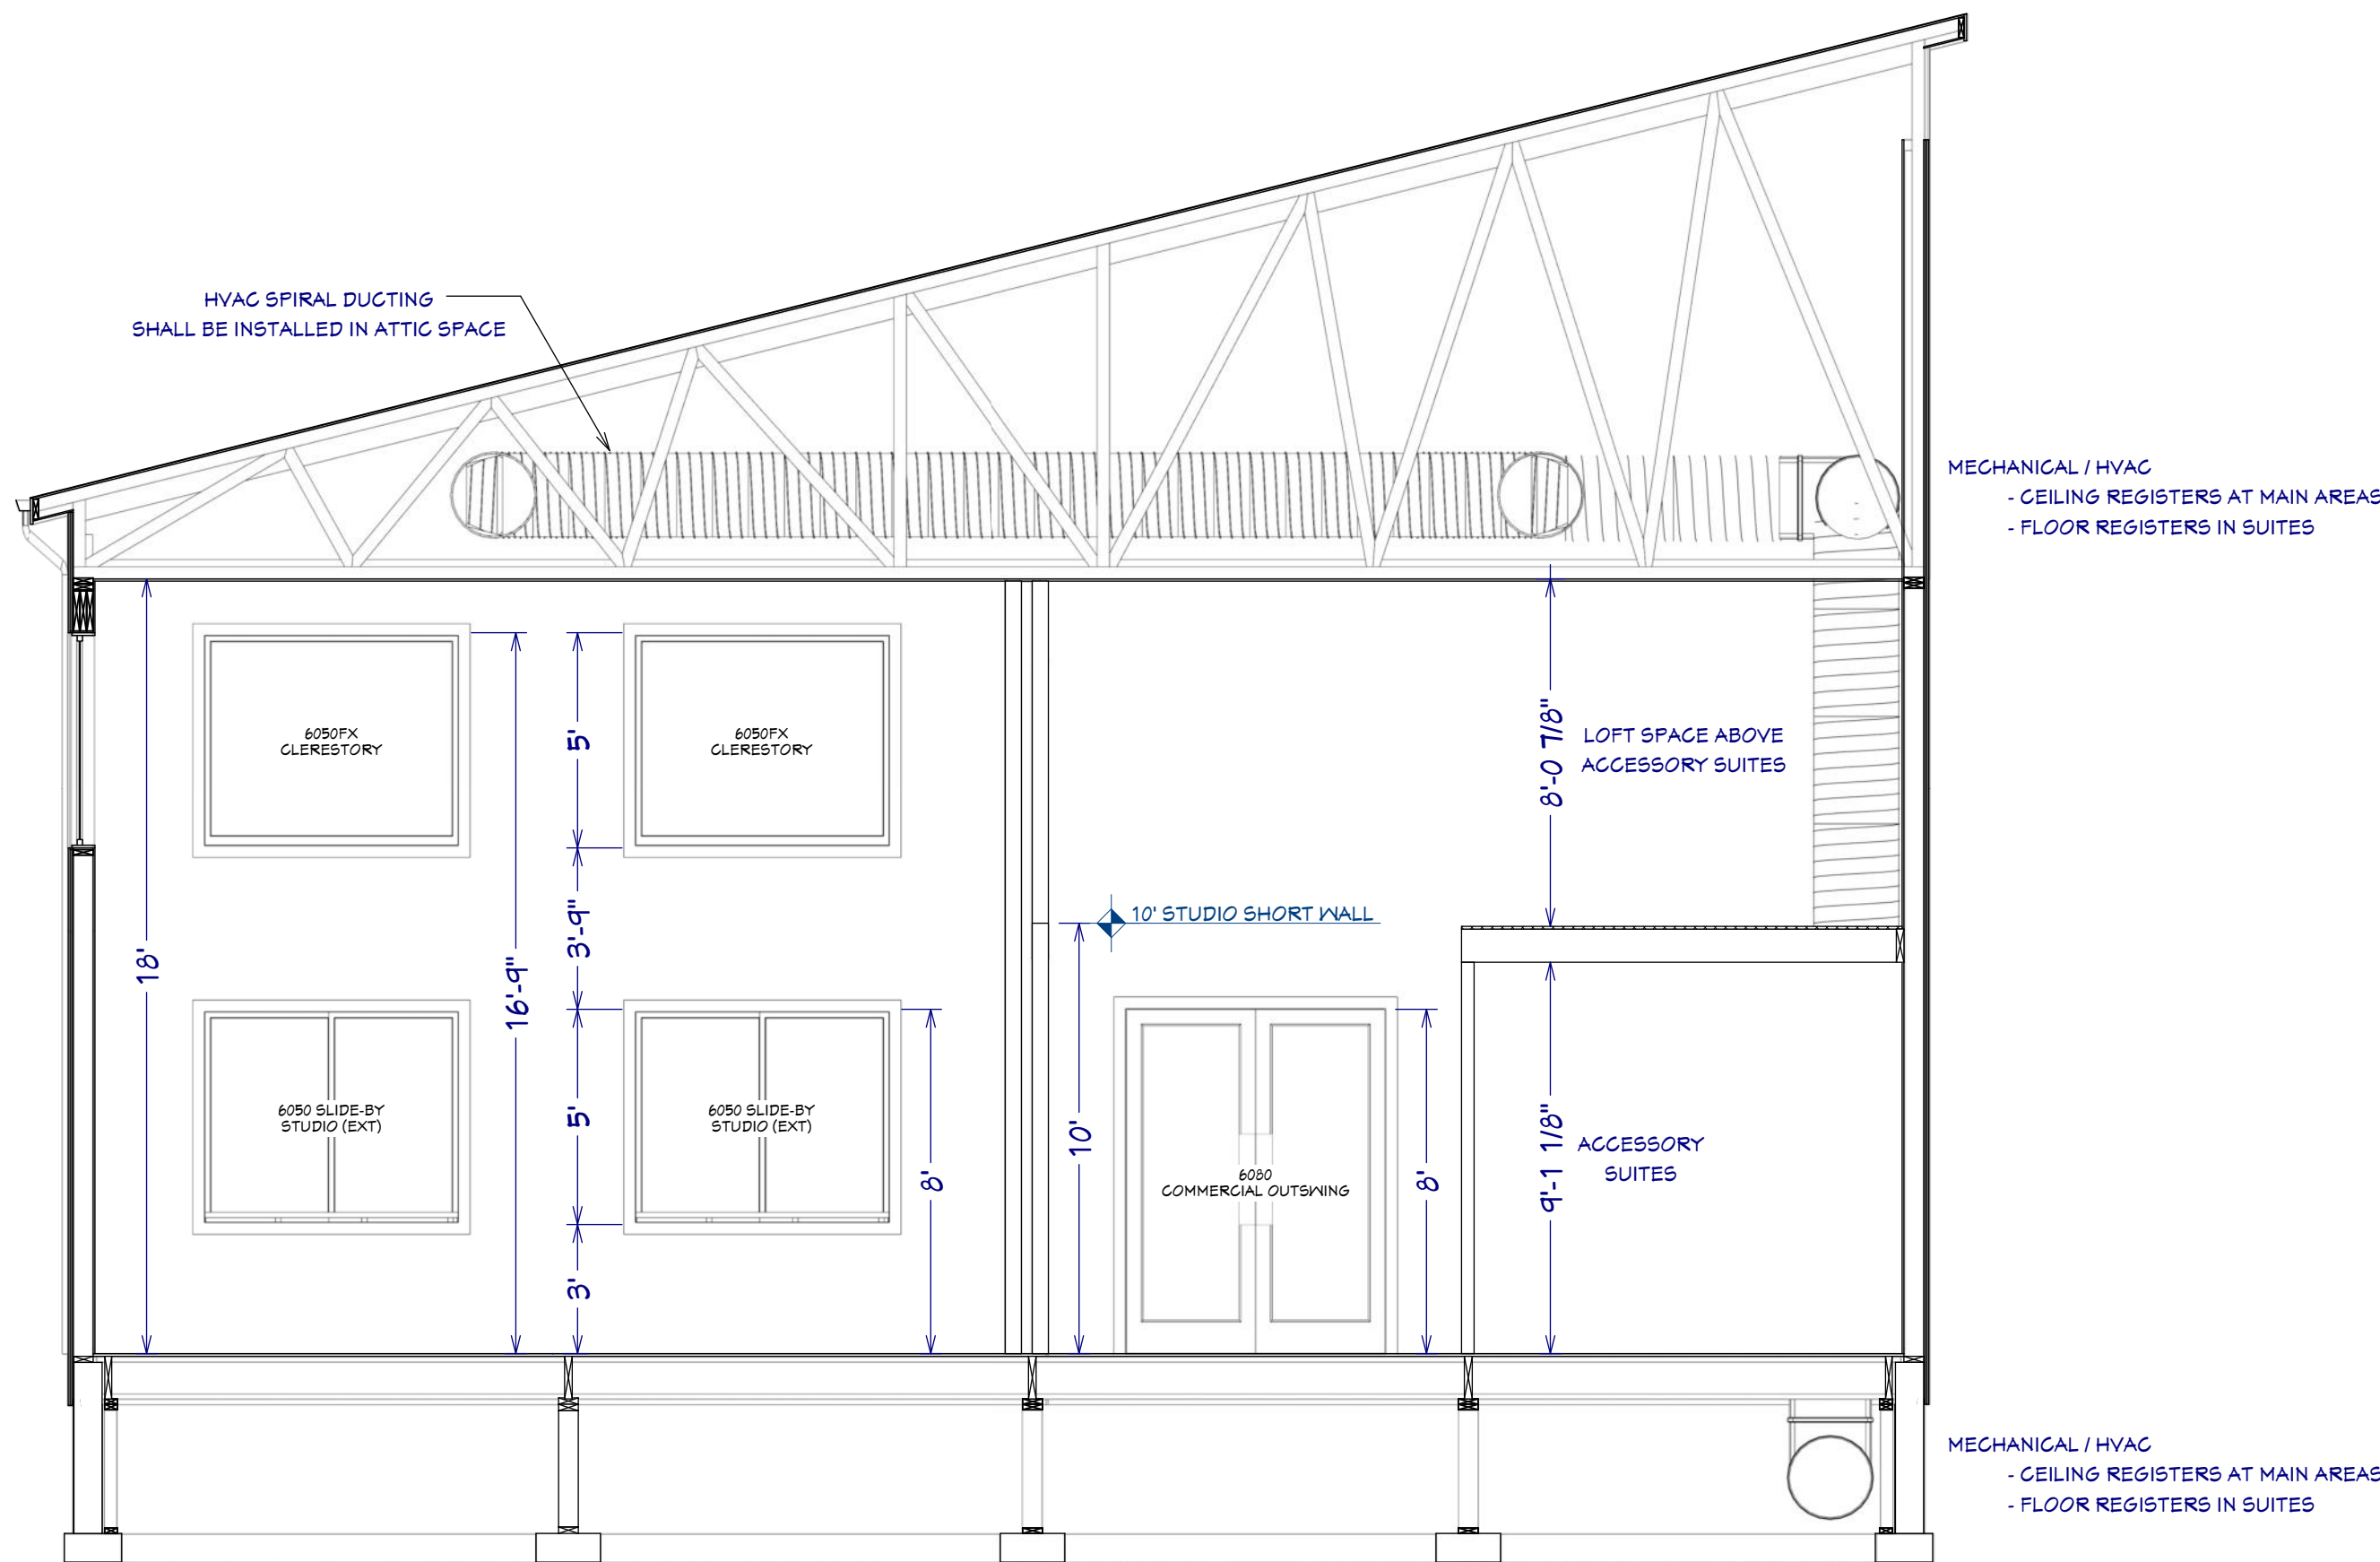 HVAC SPIRAL DUCTING
SHALL BE INSTALLED IN ATTIC SPACE
MECHANICAL / HVAC
- CEILING REGISTERS AT MAIN AREAS
- FLOOR REGISTERS IN SUITES
6050FX
CLERESTORY
6050FX
CLERESTORY
5'
8'-0 7/8"
LOFT SPACE ABOVE
ACCESSORY SUITES
18'
16'-9"
3'-9"
10' STUDIO SHORT WALL
6050 SLIDE-BY
STUDIO (EXT)
5'
6050 SLIDE-BY
STUDIO (EXT)
8'
10'
6080
COMMERCIAL OUTSWING
8'
9'-1 1/8"
ACCESSORY
SUITES
3'
MECHANICAL / HVAC
- CEILING REGISTERS AT MAIN AREAS
- FLOOR REGISTERS IN SUITES